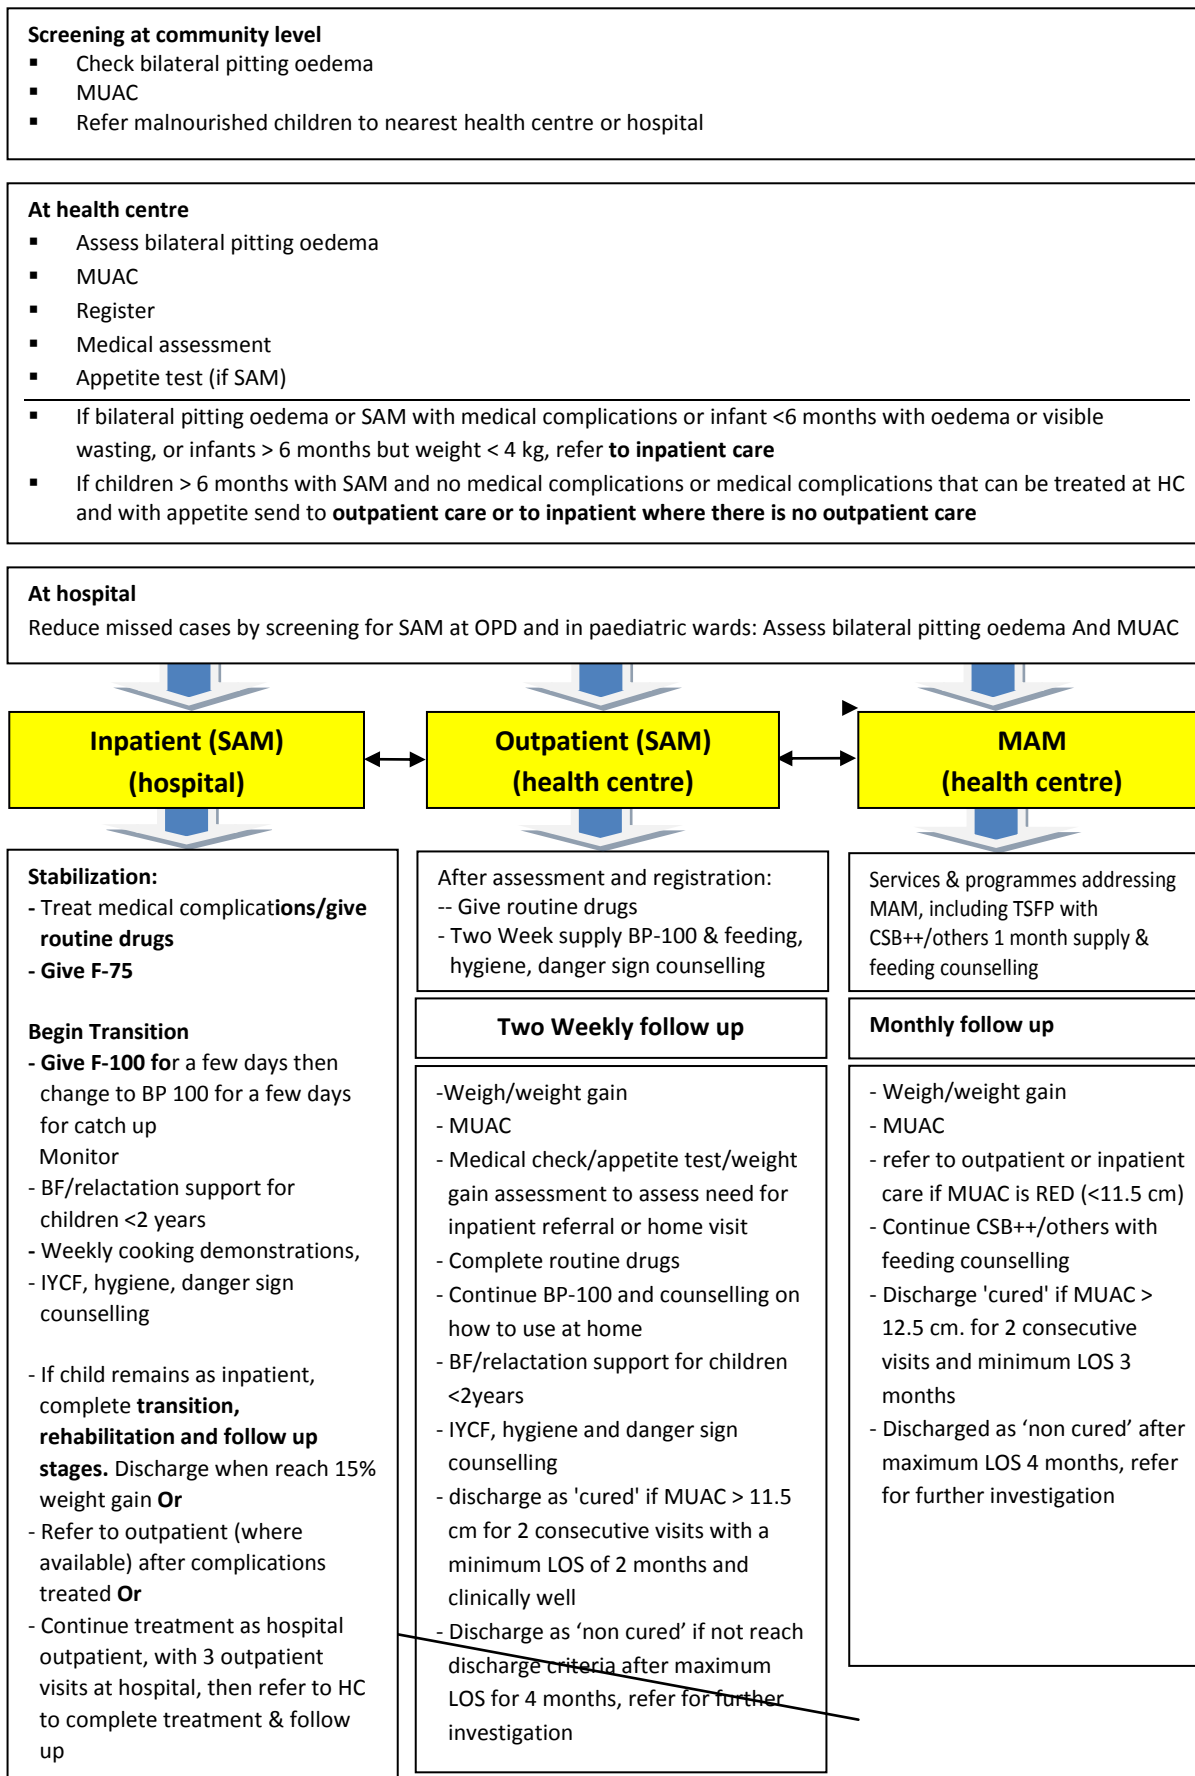 Screening at community level
▪ Check bilateral pitting oedema
▪ MUAC
▪ Refer malnourished children to nearest health centre or hospital
At health centre
▪ Assess bilateral pitting oedema
▪ MUAC
▪ Register
▪ Medical assessment
▪ Appetite test (if SAM)
▪ If bilateral pitting oedema or SAM with medical complications or infant <6 months with oedema or visible
wasting, or infants > 6 months but weight < 4 kg, refer to inpatient care
▪ If children > 6 months with SAM and no medical complications or medical complications that can be treated at HC
and with appetite send to outpatient care or to inpatient where there is no outpatient care
At hospital
Reduce missed cases by screening for SAM at OPD and in paediatric wards: Assess bilateral pitting oedema And MUAC
Inpatient (SAM)
(hospital)
Outpatient (SAM)
(health centre)
MAM
(health centre)
Stabilization:
- Treat medical complications/give
routine drugs
- Give F-75
Begin Transition
- Give F-100 for a few days then
change to BP 100 for a few days
for catch up
Monitor
- BF/relactation support for
children <2 years
- Weekly cooking demonstrations,
- IYCF, hygiene, danger sign
counselling
- If child remains as inpatient,
complete transition,
rehabilitation and follow up
stages. Discharge when reach 15%
weight gain Or
- Refer to outpatient (where
available) after complications
treated Or
- Continue treatment as hospital
outpatient, with 3 outpatient
visits at hospital, then refer to HC
to complete treatment & follow
up
After assessment and registration:
-- Give routine drugs
- Two Week supply BP-100 & feeding,
hygiene, danger sign counselling
Two Weekly follow up
-Weigh/weight gain
- MUAC
- Medical check/appetite test/weight
gain assessment to assess need for
inpatient referral or home visit
- Complete routine drugs
- Continue BP-100 and counselling on
how to use at home
- BF/relactation support for children
<2years
- IYCF, hygiene and danger sign
counselling
- discharge as 'cured' if MUAC > 11.5
cm for 2 consecutive visits with a
minimum LOS of 2 months and
clinically well
- Discharge as ‘non cured’ if not reach
discharge criteria after maximum
LOS for 4 months, refer for further
investigation
Services & programmes addressing
MAM, including TSFP with
CSB++/others 1 month supply &
feeding counselling
Monthly follow up
- Weigh/weight gain
- MUAC
- refer to outpatient or inpatient
care if MUAC is RED (<11.5 cm)
- Continue CSB++/others with
feeding counselling
- Discharge 'cured' if MUAC >
12.5 cm. for 2 consecutive
visits and minimum LOS 3
months
- Discharged as ‘non cured’ after
maximum LOS 4 months, refer
for further investigation